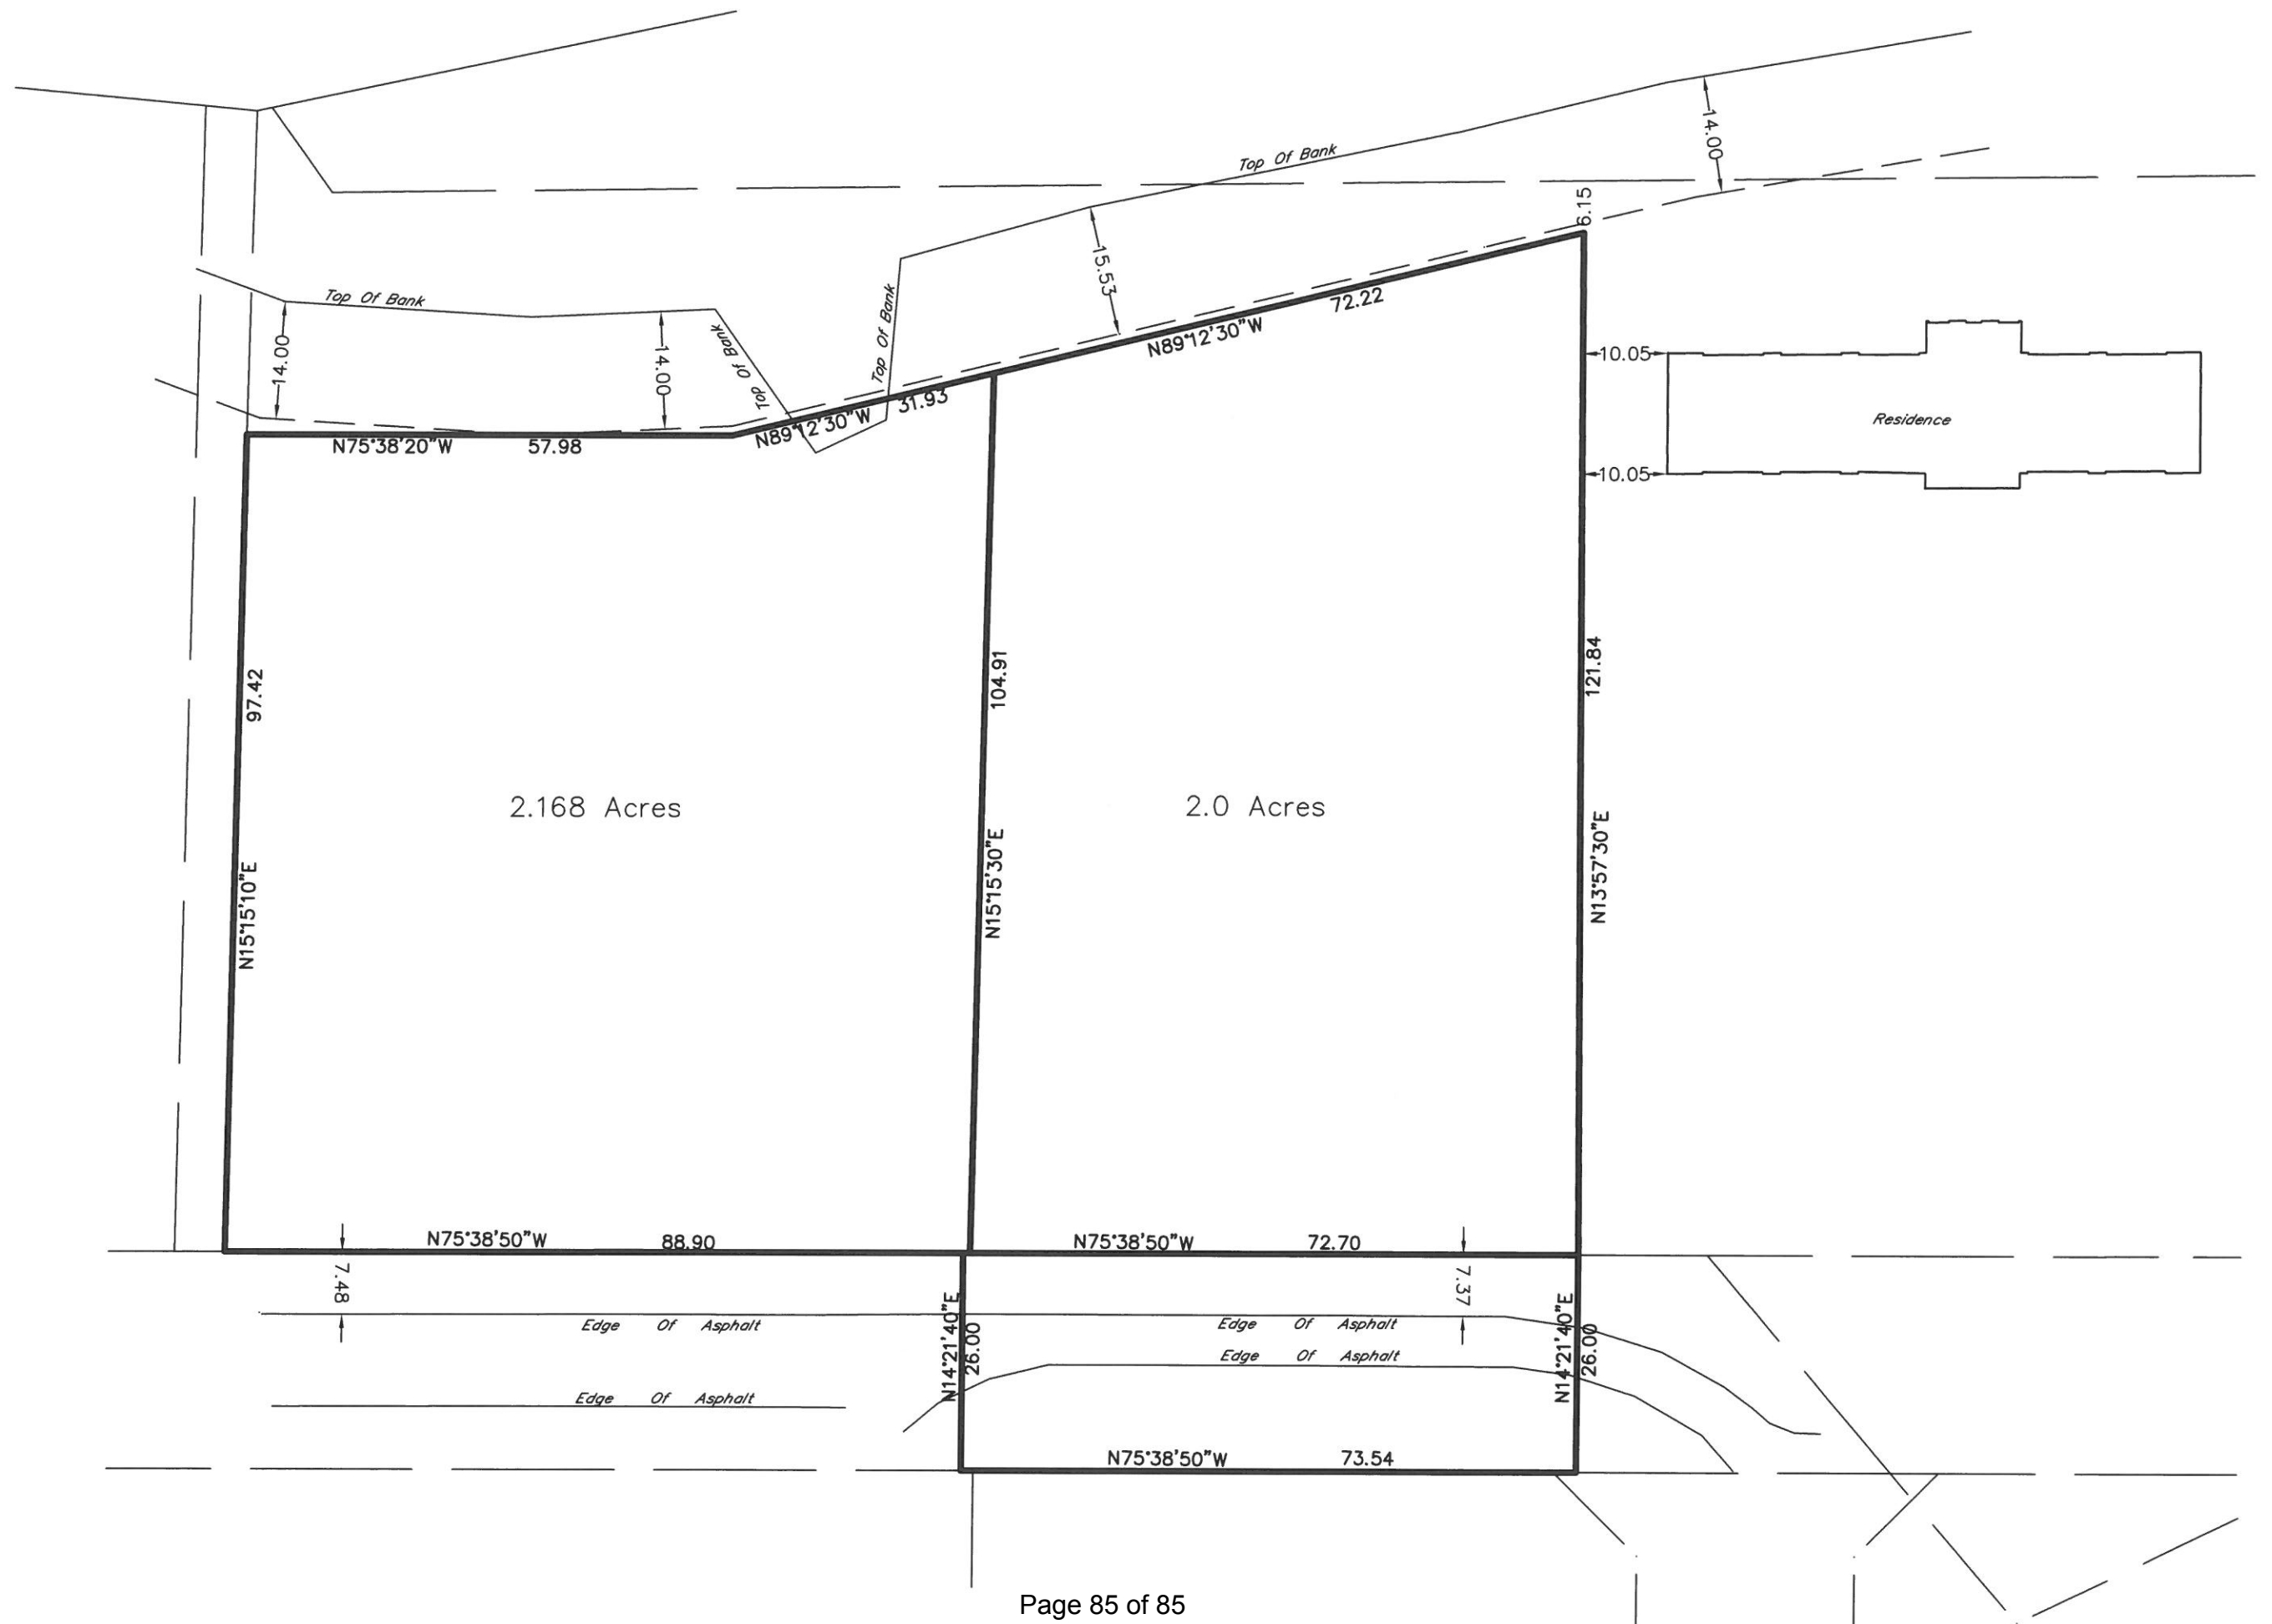 Top Of Bank
14.00
6.15
Top Of Bank
14.00
14.00
Top Of Bank
Top Of Bank
Top Of Bank
15.53
72.22
N89°12'30"W
31.93
N89°12'30"W
N75°38'20"W 57.98
10.05
Residence
10.05
97.42
N15°15'10"E
104.91
N15°15'30"E
121.84
N13°57'30"E
2.168 Acres
2.0 Acres
N75°38'50"W 88.90
N75°38'50"W 72.70
7.48
7.37
Edge Of Asphalt
Edge Of Asphalt
Edge Of Asphalt
Edge Of Asphalt
N14°21'40"E
26.00
N14°21'40"E
26.00
N75°38'50"W 73.54
Page 85 of 85